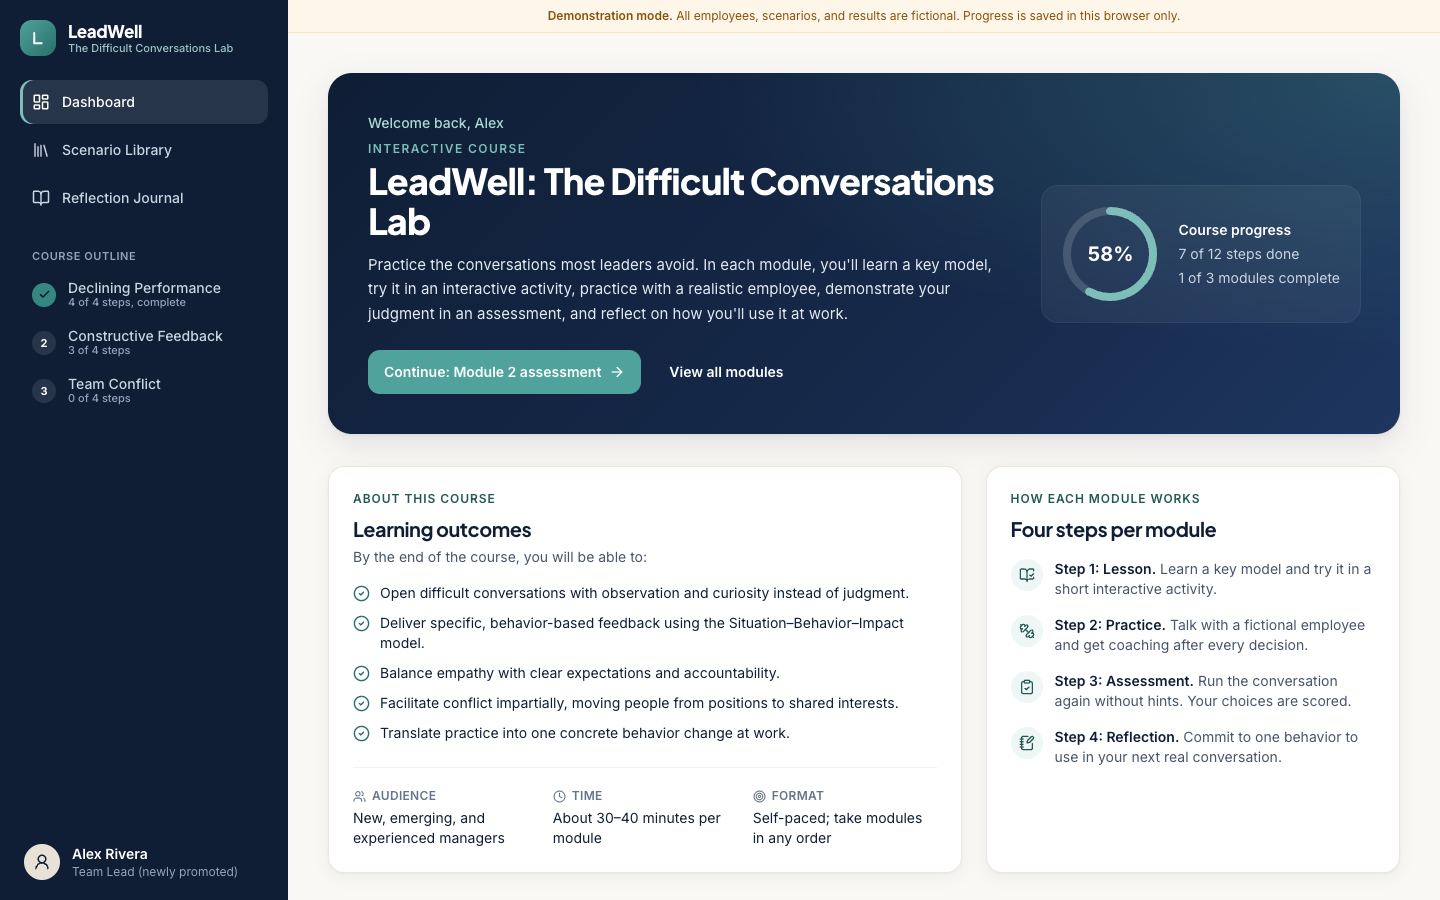 L
LeadWell
The Difficult Conversations Lab
Dashboard
Scenario Library
Reflection Journal
COURSE OUTLINE
Declining Performance
4 of 4 steps, complete
2
Constructive Feedback
3 of 4 steps
3
Team Conflict
0 of 4 steps
Alex Rivera
Team Lead (newly promoted)
Demonstration mode. All employees, scenarios, and results are fictional. Progress is saved in this browser only.
Welcome back, Alex
INTERACTIVE COURSE
LeadWell: The Difficult Conversations
Lab
Practice the conversations most leaders avoid. In each module, you'll learn a key model,
try it in an interactive activity, practice with a realistic employee, demonstrate your
judgment in an assessment, and reflect on how you'll use it at work.
Continue: Module 2 assessment
View all modules
58%
Course progress
7 of 12 steps done
1 of 3 modules complete
ABOUT THIS COURSE
Learning outcomes
By the end of the course, you will be able to:
Open difficult conversations with observation and curiosity instead of judgment.
Deliver specific, behavior-based feedback using the Situation–Behavior–Impact
model.
Balance empathy with clear expectations and accountability.
Facilitate conflict impartially, moving people from positions to shared interests.
Translate practice into one concrete behavior change at work.
AUDIENCE
New, emerging, and
experienced managers
TIME
About 30–40 minutes per
module
FORMAT
Self-paced; take modules
in any order
HOW EACH MODULE WORKS
Four steps per module
Step 1: Lesson. Learn a key model and try it in a
short interactive activity.
Step 2: Practice. Talk with a fictional employee
and get coaching after every decision.
Step 3: Assessment. Run the conversation
again without hints. Your choices are scored.
Step 4: Reflection. Commit to one behavior to
use in your next real conversation.